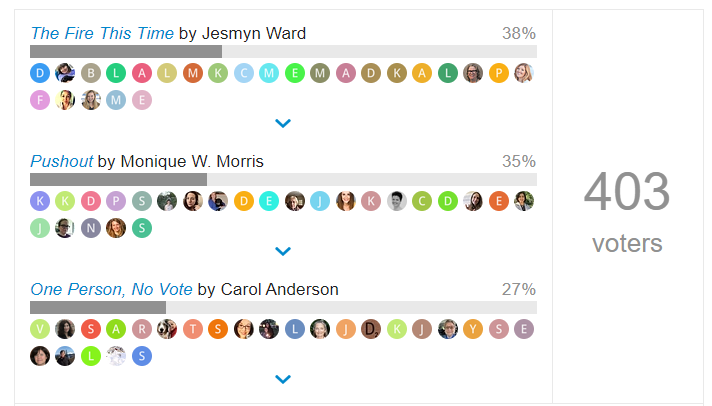 The Fire This Time by Jesmyn Ward 38%
D B L A L M K C M E M A D K A L P
F M E
Pushout by Monique W. Morris 35%
K K D P S D E J K C D E
J N S
One Person, No Vote by Carol Anderson 27%
V S A R T S L J D. K J Y S E
L S
403
voters